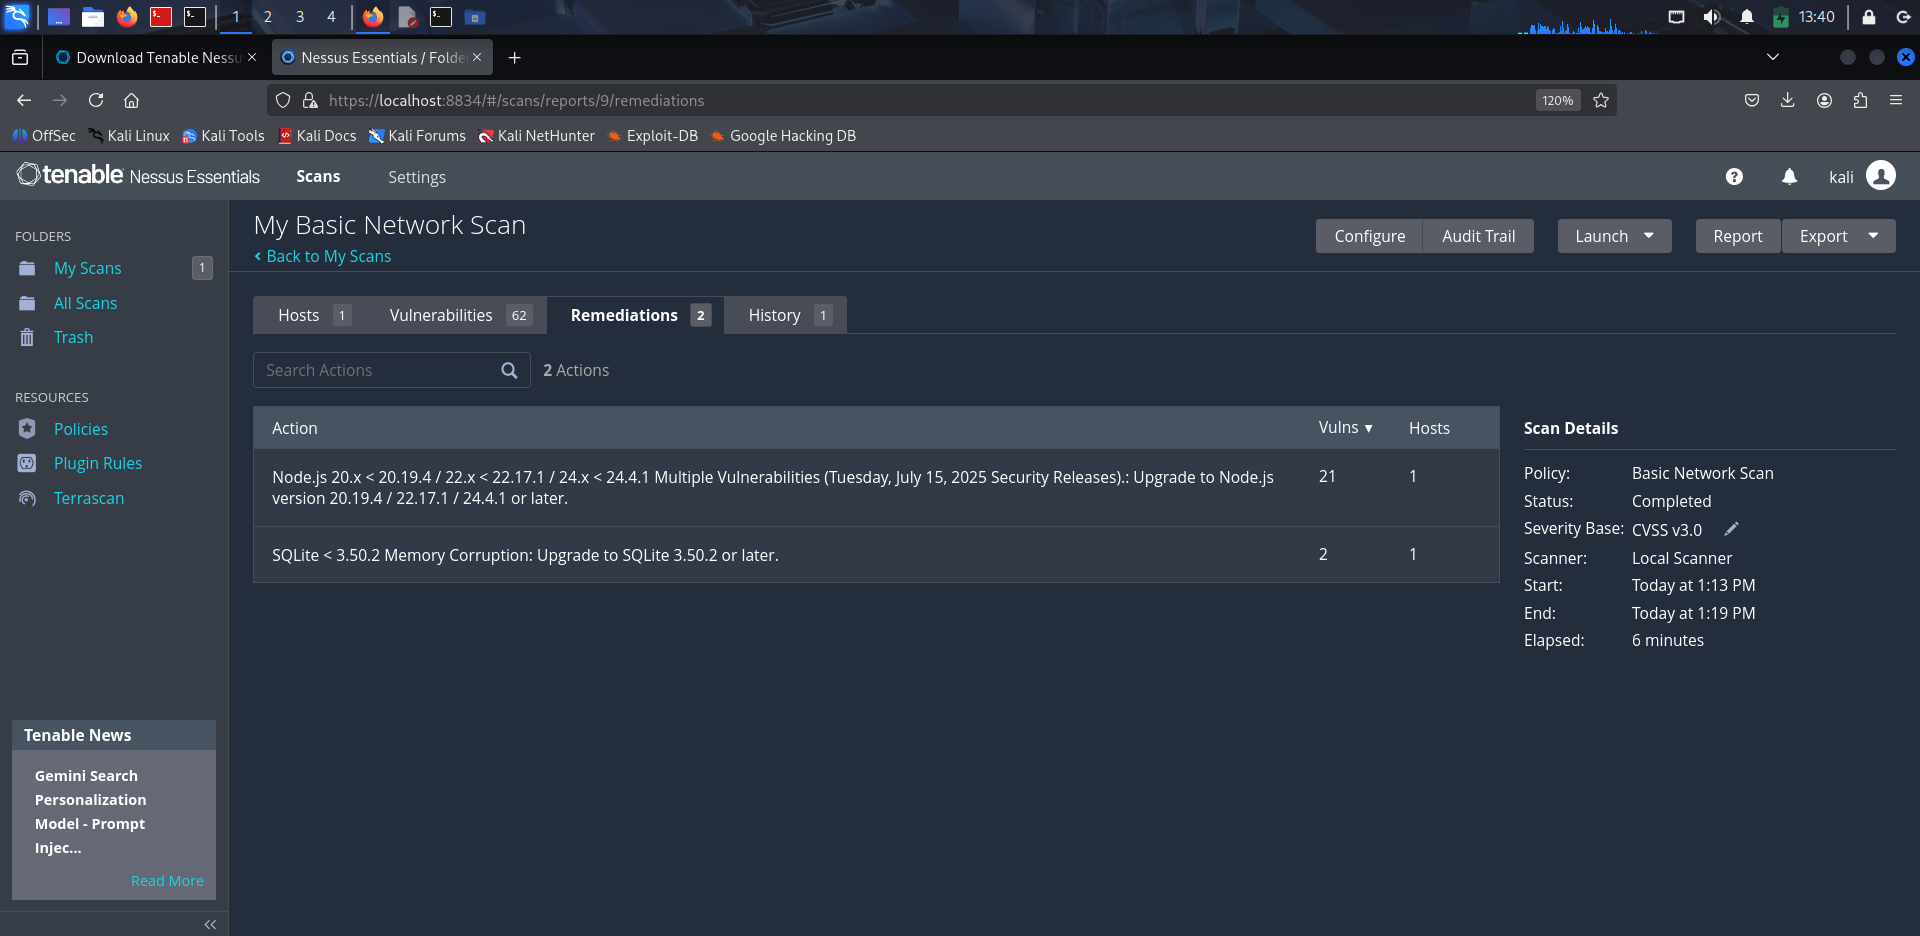 1 2 3 4 13:40
Download Tenable Nessu Nessus Essentials / Folde
https://localhost:8834/#/scans/reports/9/remediations 120%
OffSec Kali Linux Kali Tools Kali Docs Kali Forums Kali NetHunter Exploit-DB Google Hacking DB
tenable Nessus Essentials Scans Settings kali
FOLDERS
My Scans 1
All Scans
Trash
RESOURCES
Policies
Plugin Rules
Terrascan
Tenable News
Gemini Search
Personalization
Model - Prompt
Injec...
Read More
My Basic Network Scan
Back to My Scans
Configure Audit Trail Launch Report Export
Hosts 1 Vulnerabilities 62 Remediations 2 History 1
Search Actions 2 Actions
Action Vulns Hosts
Node.js 20.x < 20.19.4 / 22.x < 22.17.1 / 24.x < 24.4.1 Multiple Vulnerabilities (Tuesday, July 15, 2025 Security Releases).: Upgrade to Node.js 21 1
version 20.19.4 / 22.17.1 / 24.4.1 or later.
SQLite < 3.50.2 Memory Corruption: Upgrade to SQLite 3.50.2 or later. 2 1
Scan Details
Policy: Basic Network Scan
Status: Completed
Severity Base: CVSS v3.0
Scanner: Local Scanner
Start: Today at 1:13 PM
End: Today at 1:19 PM
Elapsed: 6 minutes